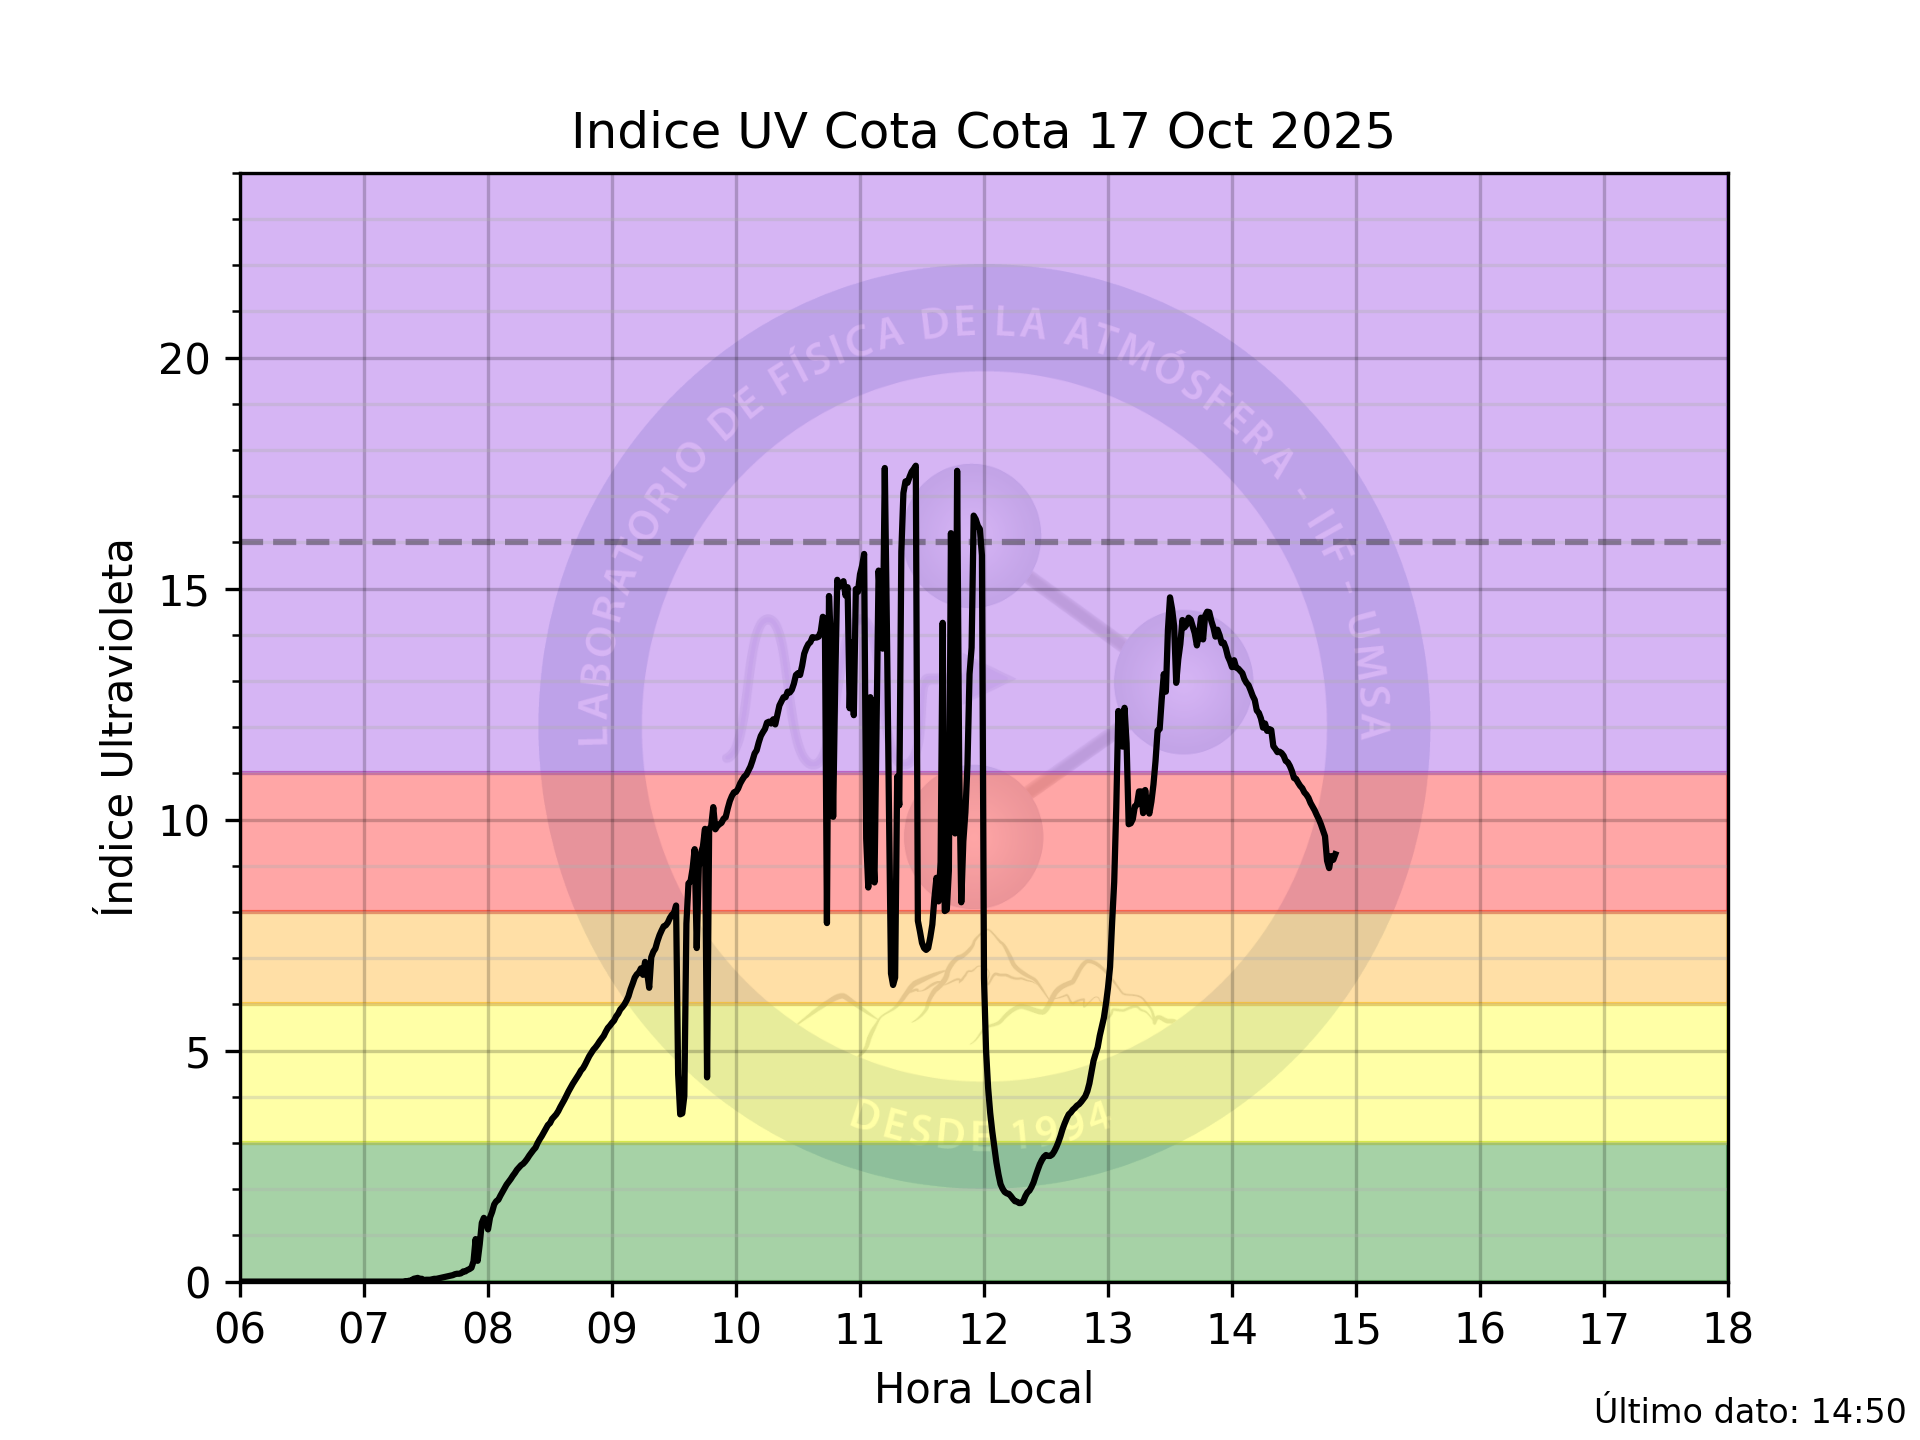 Indice UV Cota Cota 17 Oct 2025
LABORATORIO DE FÍSICA DE LA ATMÓSFERA - IIF - UMSA
DESDE 1994
Índice Ultravioleta
20
15
10
5
0
06 07 08 09 10 11 12 13 14 15 16 17 18
Hora Local
Último dato: 14:50